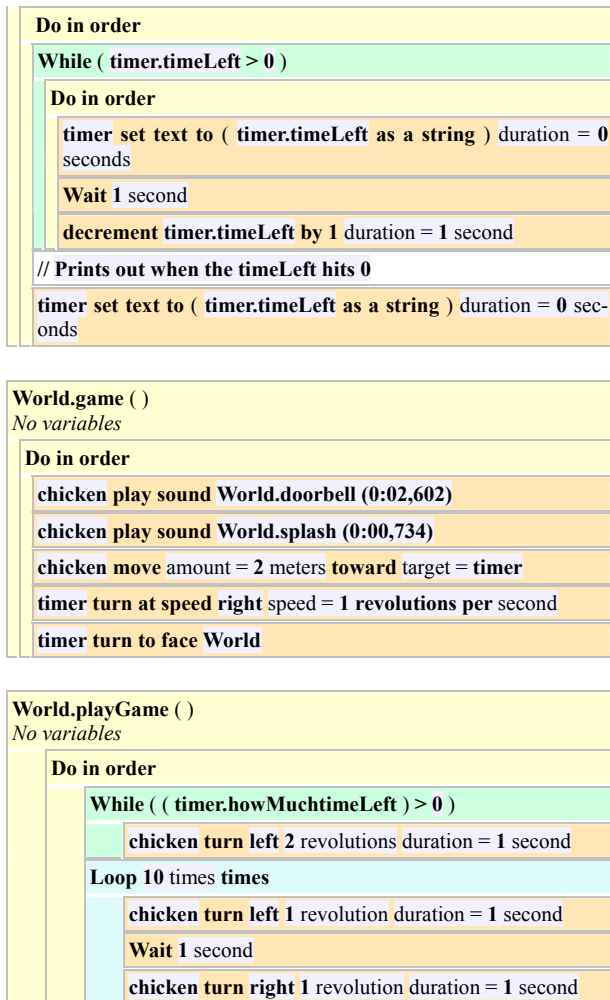 Do in order
While ( timer.timeLeft > 0 )
Do in order
timer set text to ( timer.timeLeft as a string ) duration = 0
seconds
Wait 1 second
decrement timer.timeLeft by 1 duration = 1 second
// Prints out when the timeLeft hits 0
timer set text to ( timer.timeLeft as a string ) duration = 0 sec-
onds
World.game ( )
No variables
Do in order
chicken play sound World.doorbell (0:02,602)
chicken play sound World.splash (0:00,734)
chicken move amount = 2 meters toward target = timer
timer turn at speed right speed = 1 revolutions per second
timer turn to face World
World.playGame ( )
No variables
Do in order
While ( ( timer.howMuchtimeLeft ) > 0 )
chicken turn left 2 revolutions duration = 1 second
Loop 10 times times
chicken turn left 1 revolution duration = 1 second
Wait 1 second
chicken turn right 1 revolution duration = 1 second